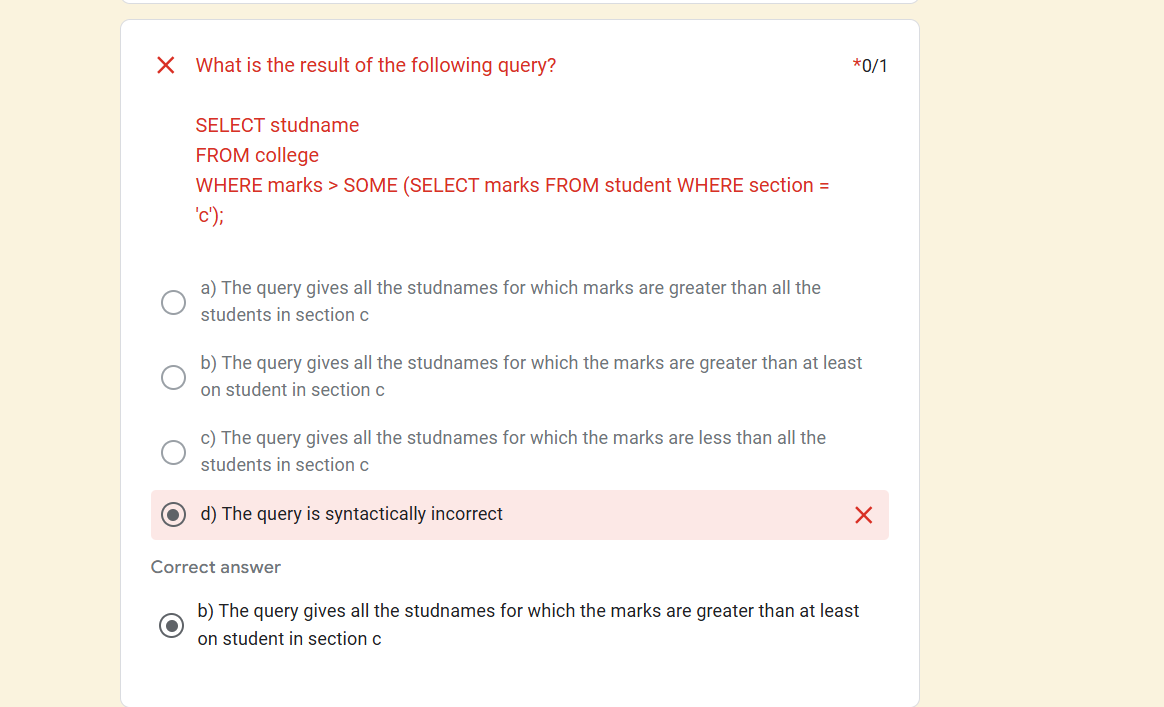 What is the result of the following query?
*0/1
SELECT studname
FROM college
WHERE marks > SOME (SELECT marks FROM student WHERE section =
'c');
a) The query gives all the studnames for which marks are greater than all the
students in section c
b) The query gives all the studnames for which the marks are greater than at least
on student in section c
c) The query gives all the studnames for which the marks are less than all the
students in section c
d) The query is syntactically incorrect
Correct answer
b) The query gives all the studnames for which the marks are greater than at least
on student in section c